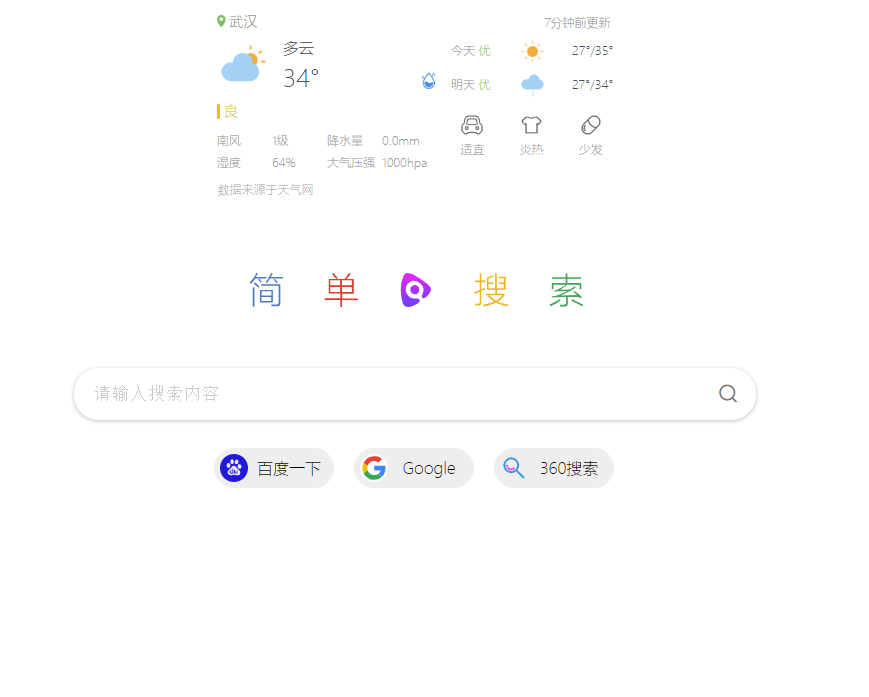 武汉
7分钟前更新
多云
34°
今天 优 27°/35°
明天 优 27°/34°
良
南风 1级 降水量 0.0mm
湿度 64% 大气压强 1000hpa
适宜 炎热 少发
数据来源于天气网
简 单 搜 索
请输入搜索内容
百度一下 Google 360搜索